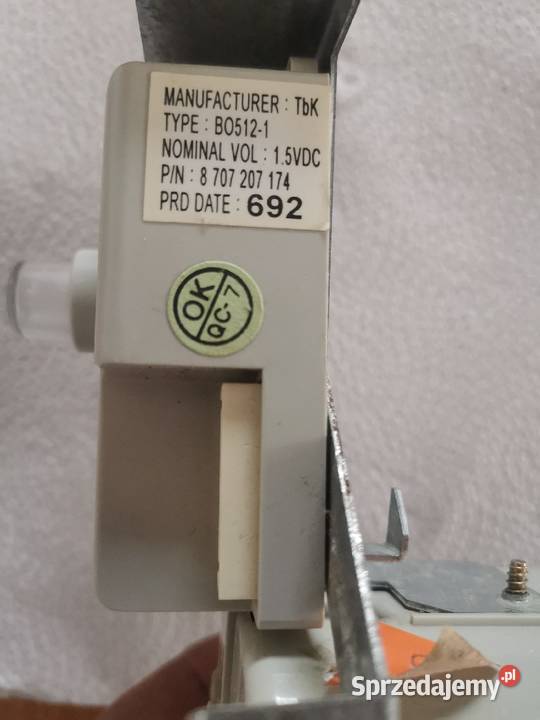 MANUFACTURER : TbK
TYPE : BO512-1
NOMINAL VOL : 1.5VDC
P/N : 8 707 207 174
PRD DATE : 692
OK
QC-7
Sprzedajemy.pl